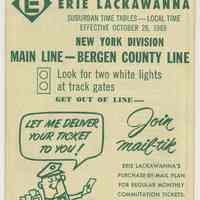 E
ERIE LACKAWANNA
SUBURBAN TIME TABLES — LOCAL TIME
EFFECTIVE OCTOBER 26, 1969
NEW YORK DIVISION
MAIN LINE — BERGEN COUNTY LINE
Look for two white lights
at track gates
GET OUT OF LINE—
LET ME DELIVER
YOUR TICKET
TO YOU!
Join
mail-tik
ERIE LACKAWANNA'S
PURCHASE-BY-MAIL PLAN
FOR REGULAR MONTHLY
COMMUTATION TICKETS.